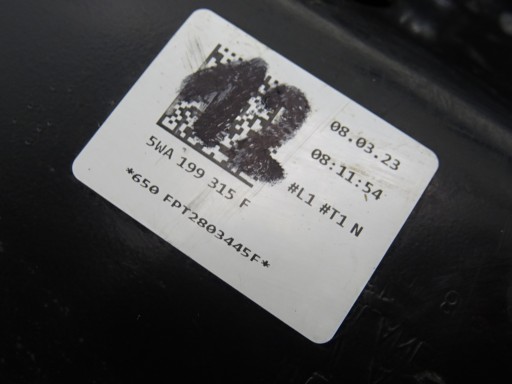 08.03.23
08:11:54
#L1 #T1 N
5WA 199 315 F
*650 FPT2803445F*